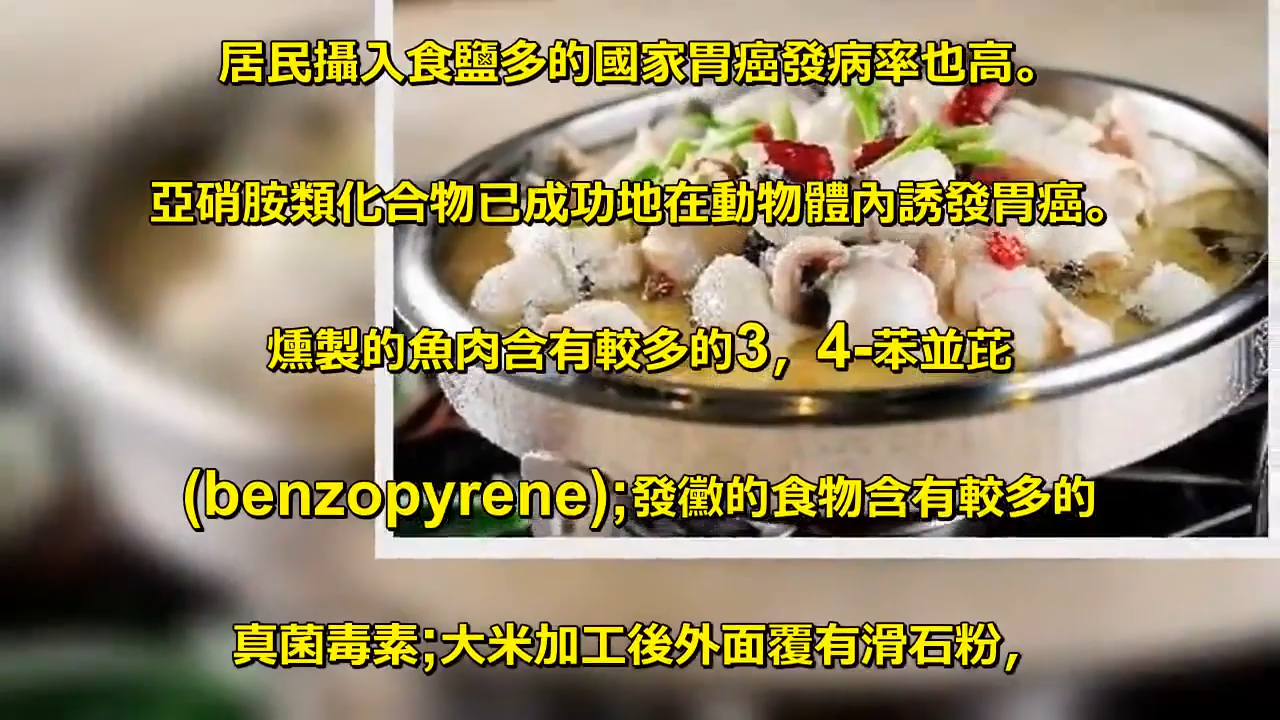 居民攝入食鹽多的國家胃癌發病率也高。
亞硝胺類化合物已成功地在動物體內誘發胃癌。
燻製的魚肉含有較多的3，4-苯並芘
(benzopyrene);發黴的食物含有較多的
真菌毒素;大米加工後外面覆有滑石粉，